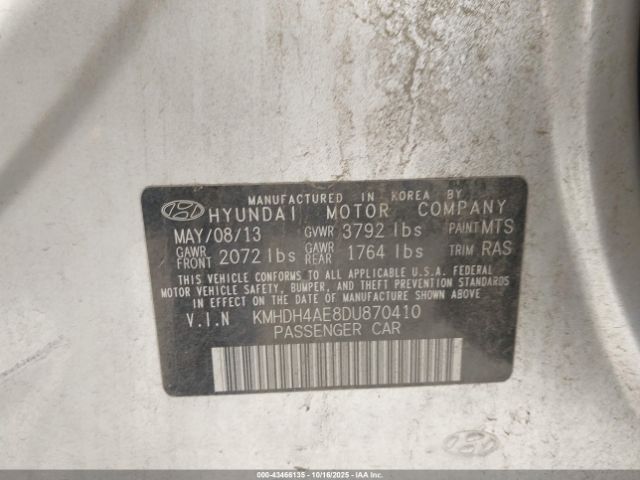 MANUFACTURED IN KOREA BY
HYUNDAI MOTOR COMPANY
MAY/08/13 GVWR 3792 lbs PAINT MTS
GAWR FRONT 2072 lbs GAWR REAR 1764 lbs TRIM RAS
THIS VEHICLE CONFORMS TO ALL APPLICABLE U.S.A. FEDERAL
MOTOR VEHICLE SAFETY, BUMPER, AND THEFT PREVENTION STANDARDS
IN EFFECT ON THE DATE OF MANUFACTURE SHOWN ABOVE.
V.I.N KMHDH4AE8DU870410
PASSENGER CAR
000-43466135 - 10/16/2025 - COPYRIGHT IAA, LLC.